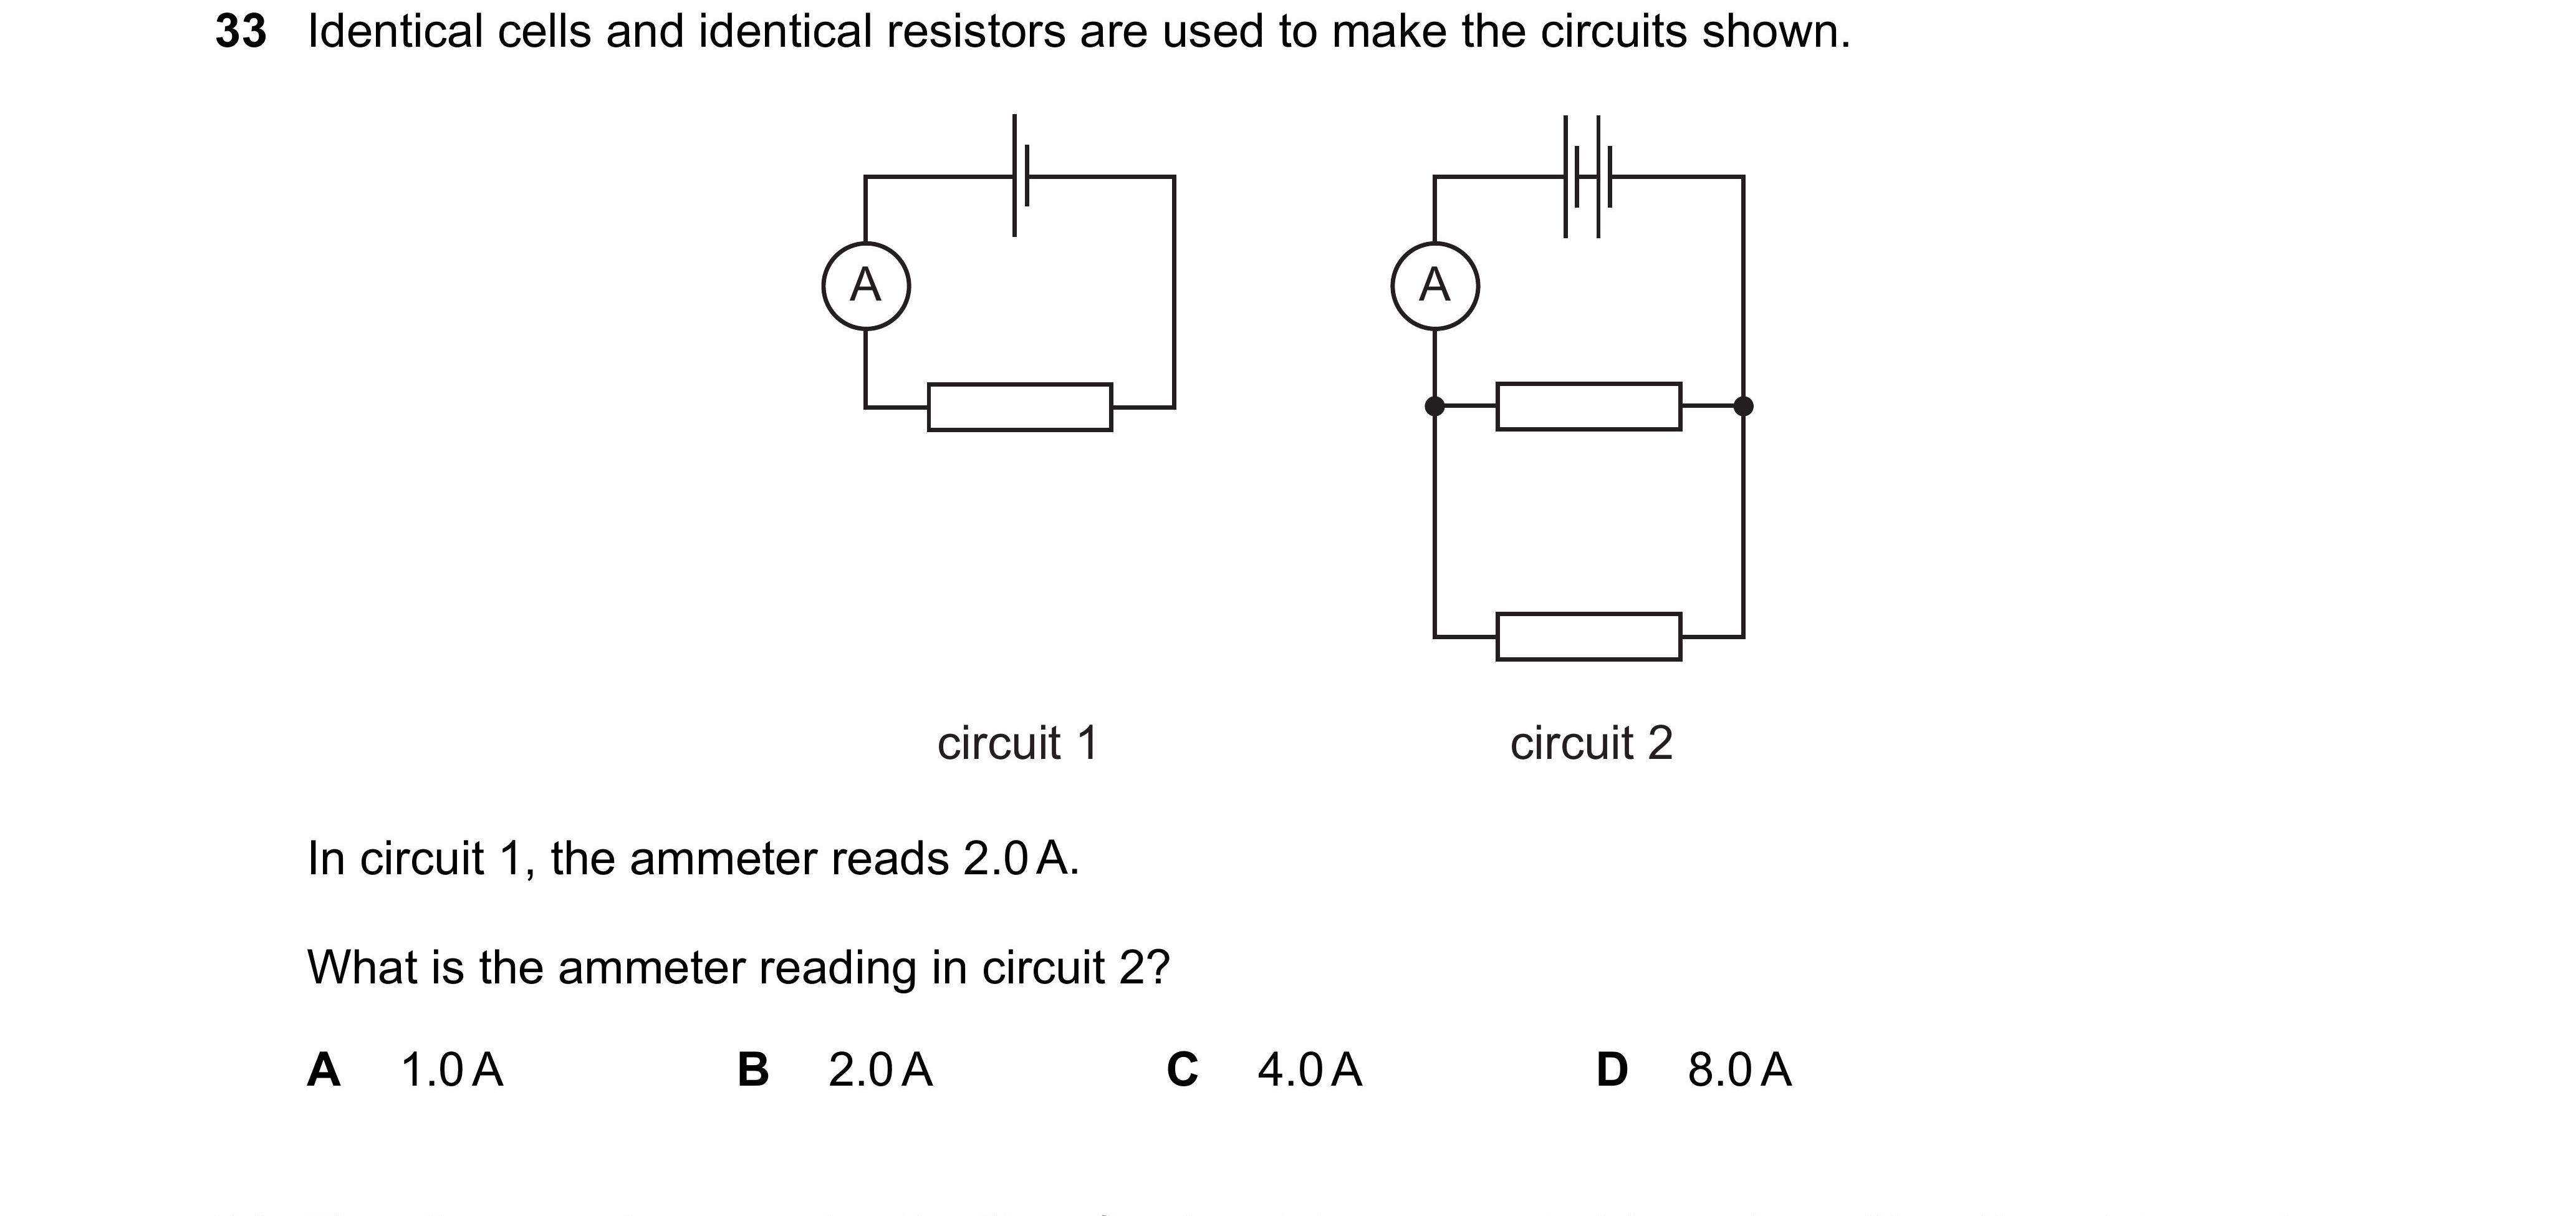 33 Identical cells and identical resistors are used to make the circuits shown.
A A
circuit 1 circuit 2
In circuit 1, the ammeter reads 2.0 A.
What is the ammeter reading in circuit 2?
A 1.0 A B 2.0 A C 4.0 A D 8.0 A